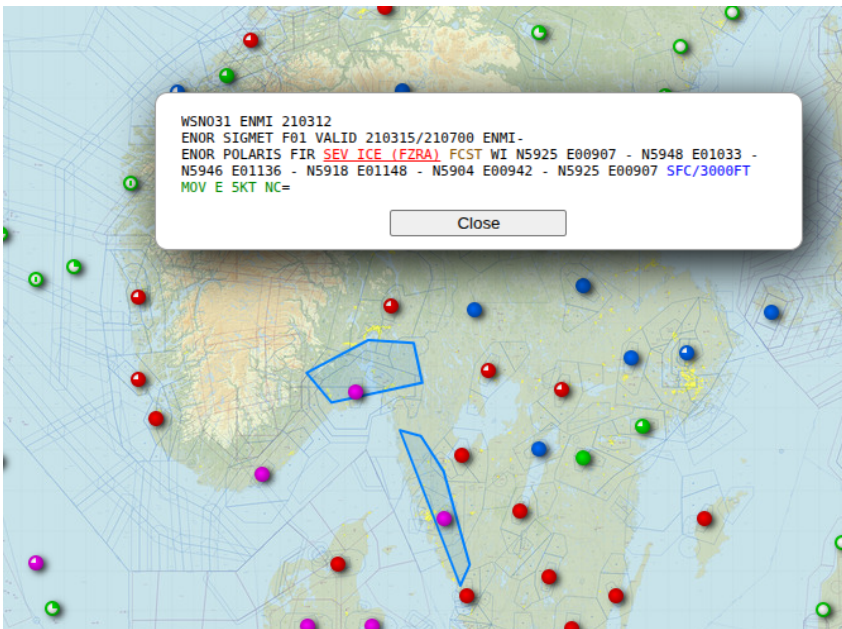 WSNO31 ENMI 210312
ENOR SIGMET F01 VALID 210315/210700 ENMI-
ENOR POLARIS FIR SEV ICE (FZRA) FCST WI N5925 E00907 - N5948 E01033 -
N5946 E01136 - N5918 E01148 - N5904 E00942 - N5925 E00907 SFC/3000FT
MOV E 5KT NC=
Close